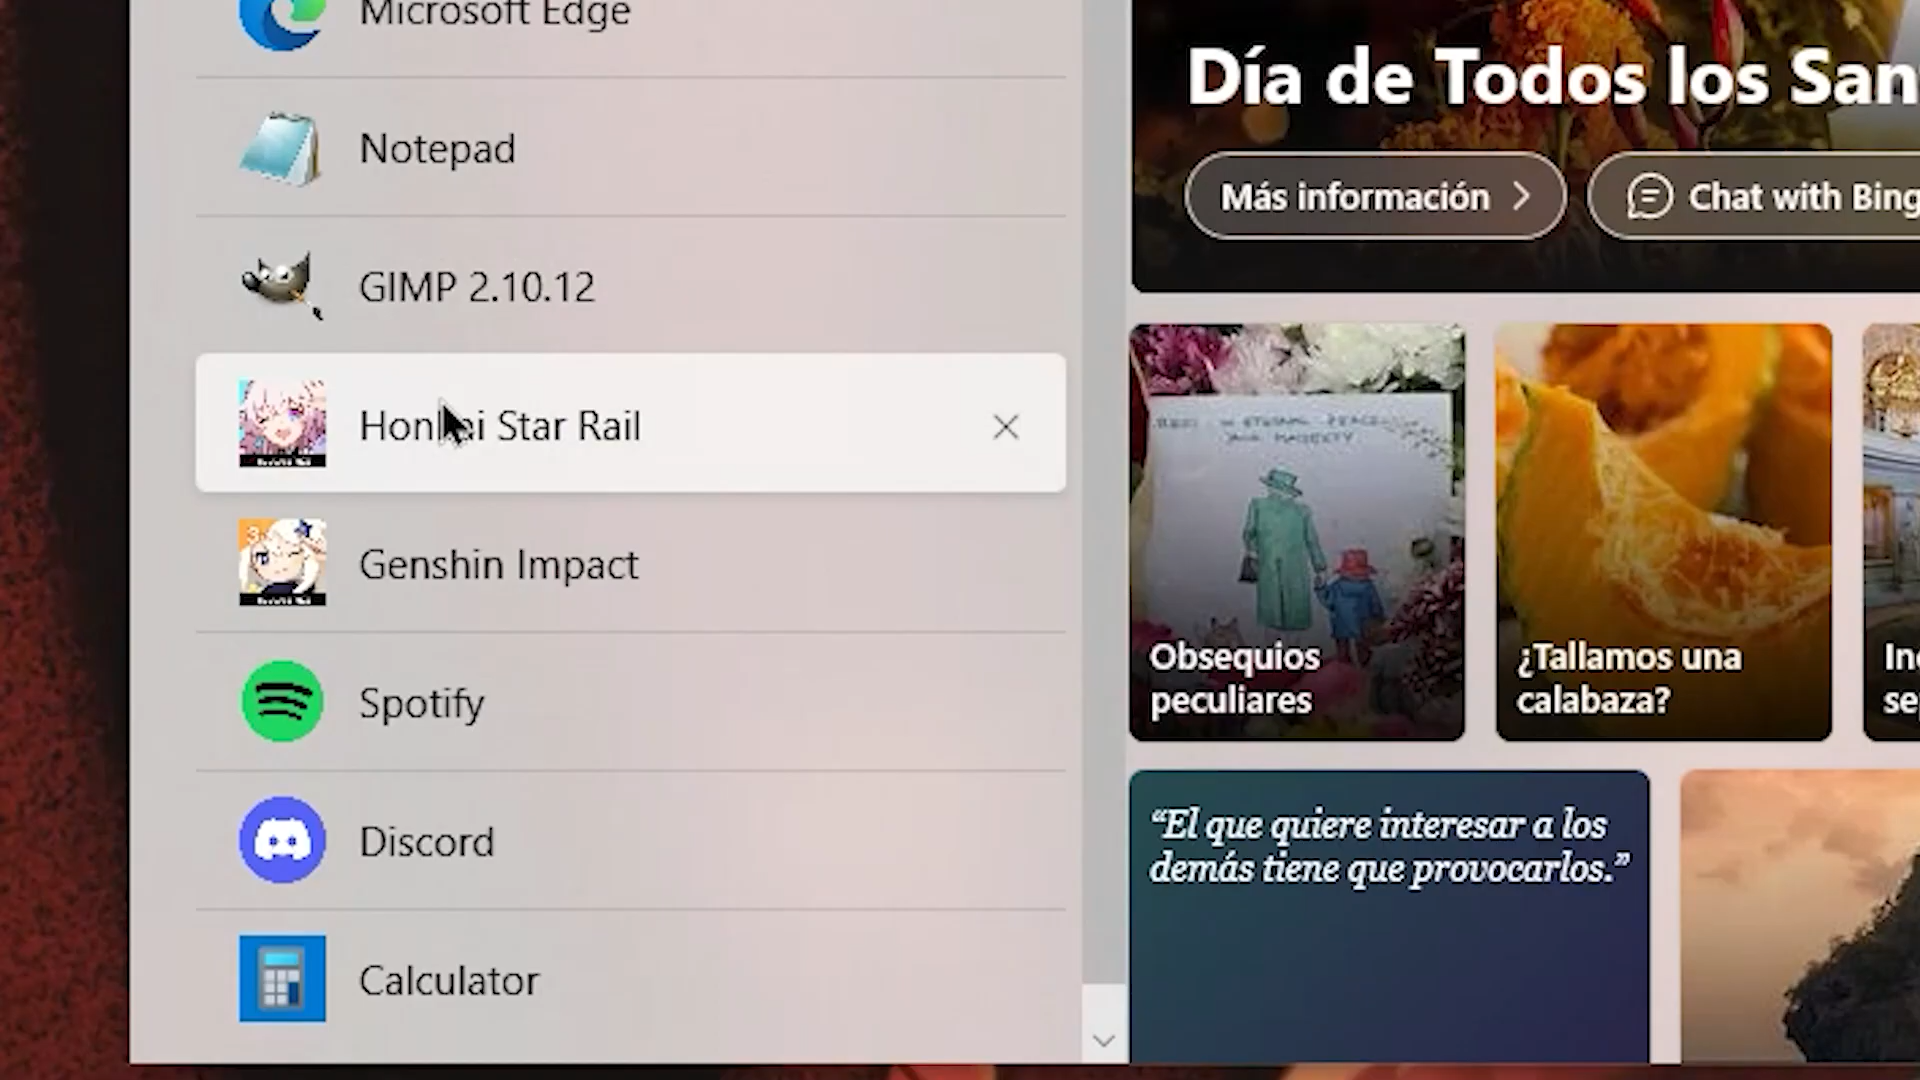 Microsoft Edge
Notepad
GIMP 2.10.12
Star Rail
Genshin Impact
Spotify
Discord
Calculator
Día de Todos los San
Más información
Chat with Bing
Obsequios
peculiares
¿Tallamos una
calabaza?
“El que quiere interesar a los
demás tiene que provocarlos.”